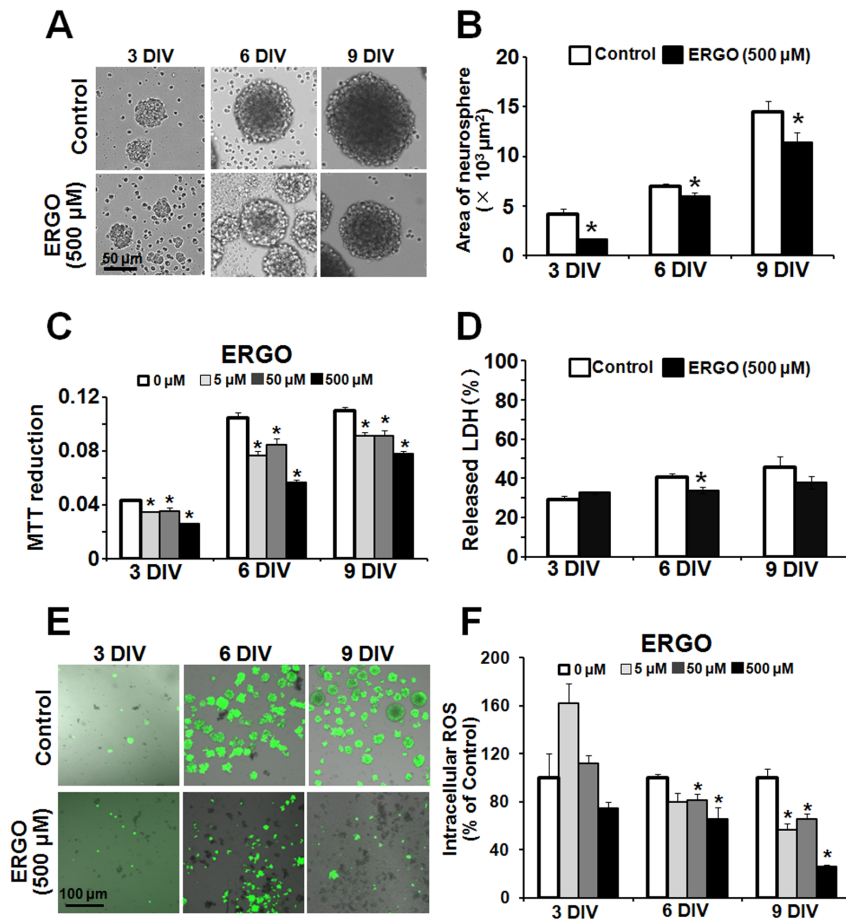 A
3 DIV 6 DIV 9 DIV
Control
ERGO
(500 µM)
50 µm
B
Control ERGO (500 µM)
Area of neurosphere
(× 10³ µm²)
20
15
10
5
0
* * *
3 DIV 6 DIV 9 DIV
C
ERGO
0 µM 5 µM 50 µM 500 µM
MTT reduction
0.12
0.08
0.04
0
* * * * * * * * *
3 DIV 6 DIV 9 DIV
D
Control ERGO (500 µM)
Released LDH (%)
100
80
60
40
20
0
*
3 DIV 6 DIV 9 DIV
E
3 DIV 6 DIV 9 DIV
Control
ERGO
(500 µM)
100 µm
F
ERGO
0 µM 5 µM 50 µM 500 µM
Intracellular ROS
(% of Control)
200
160
120
80
40
0
* * * * *
3 DIV 6 DIV 9 DIV